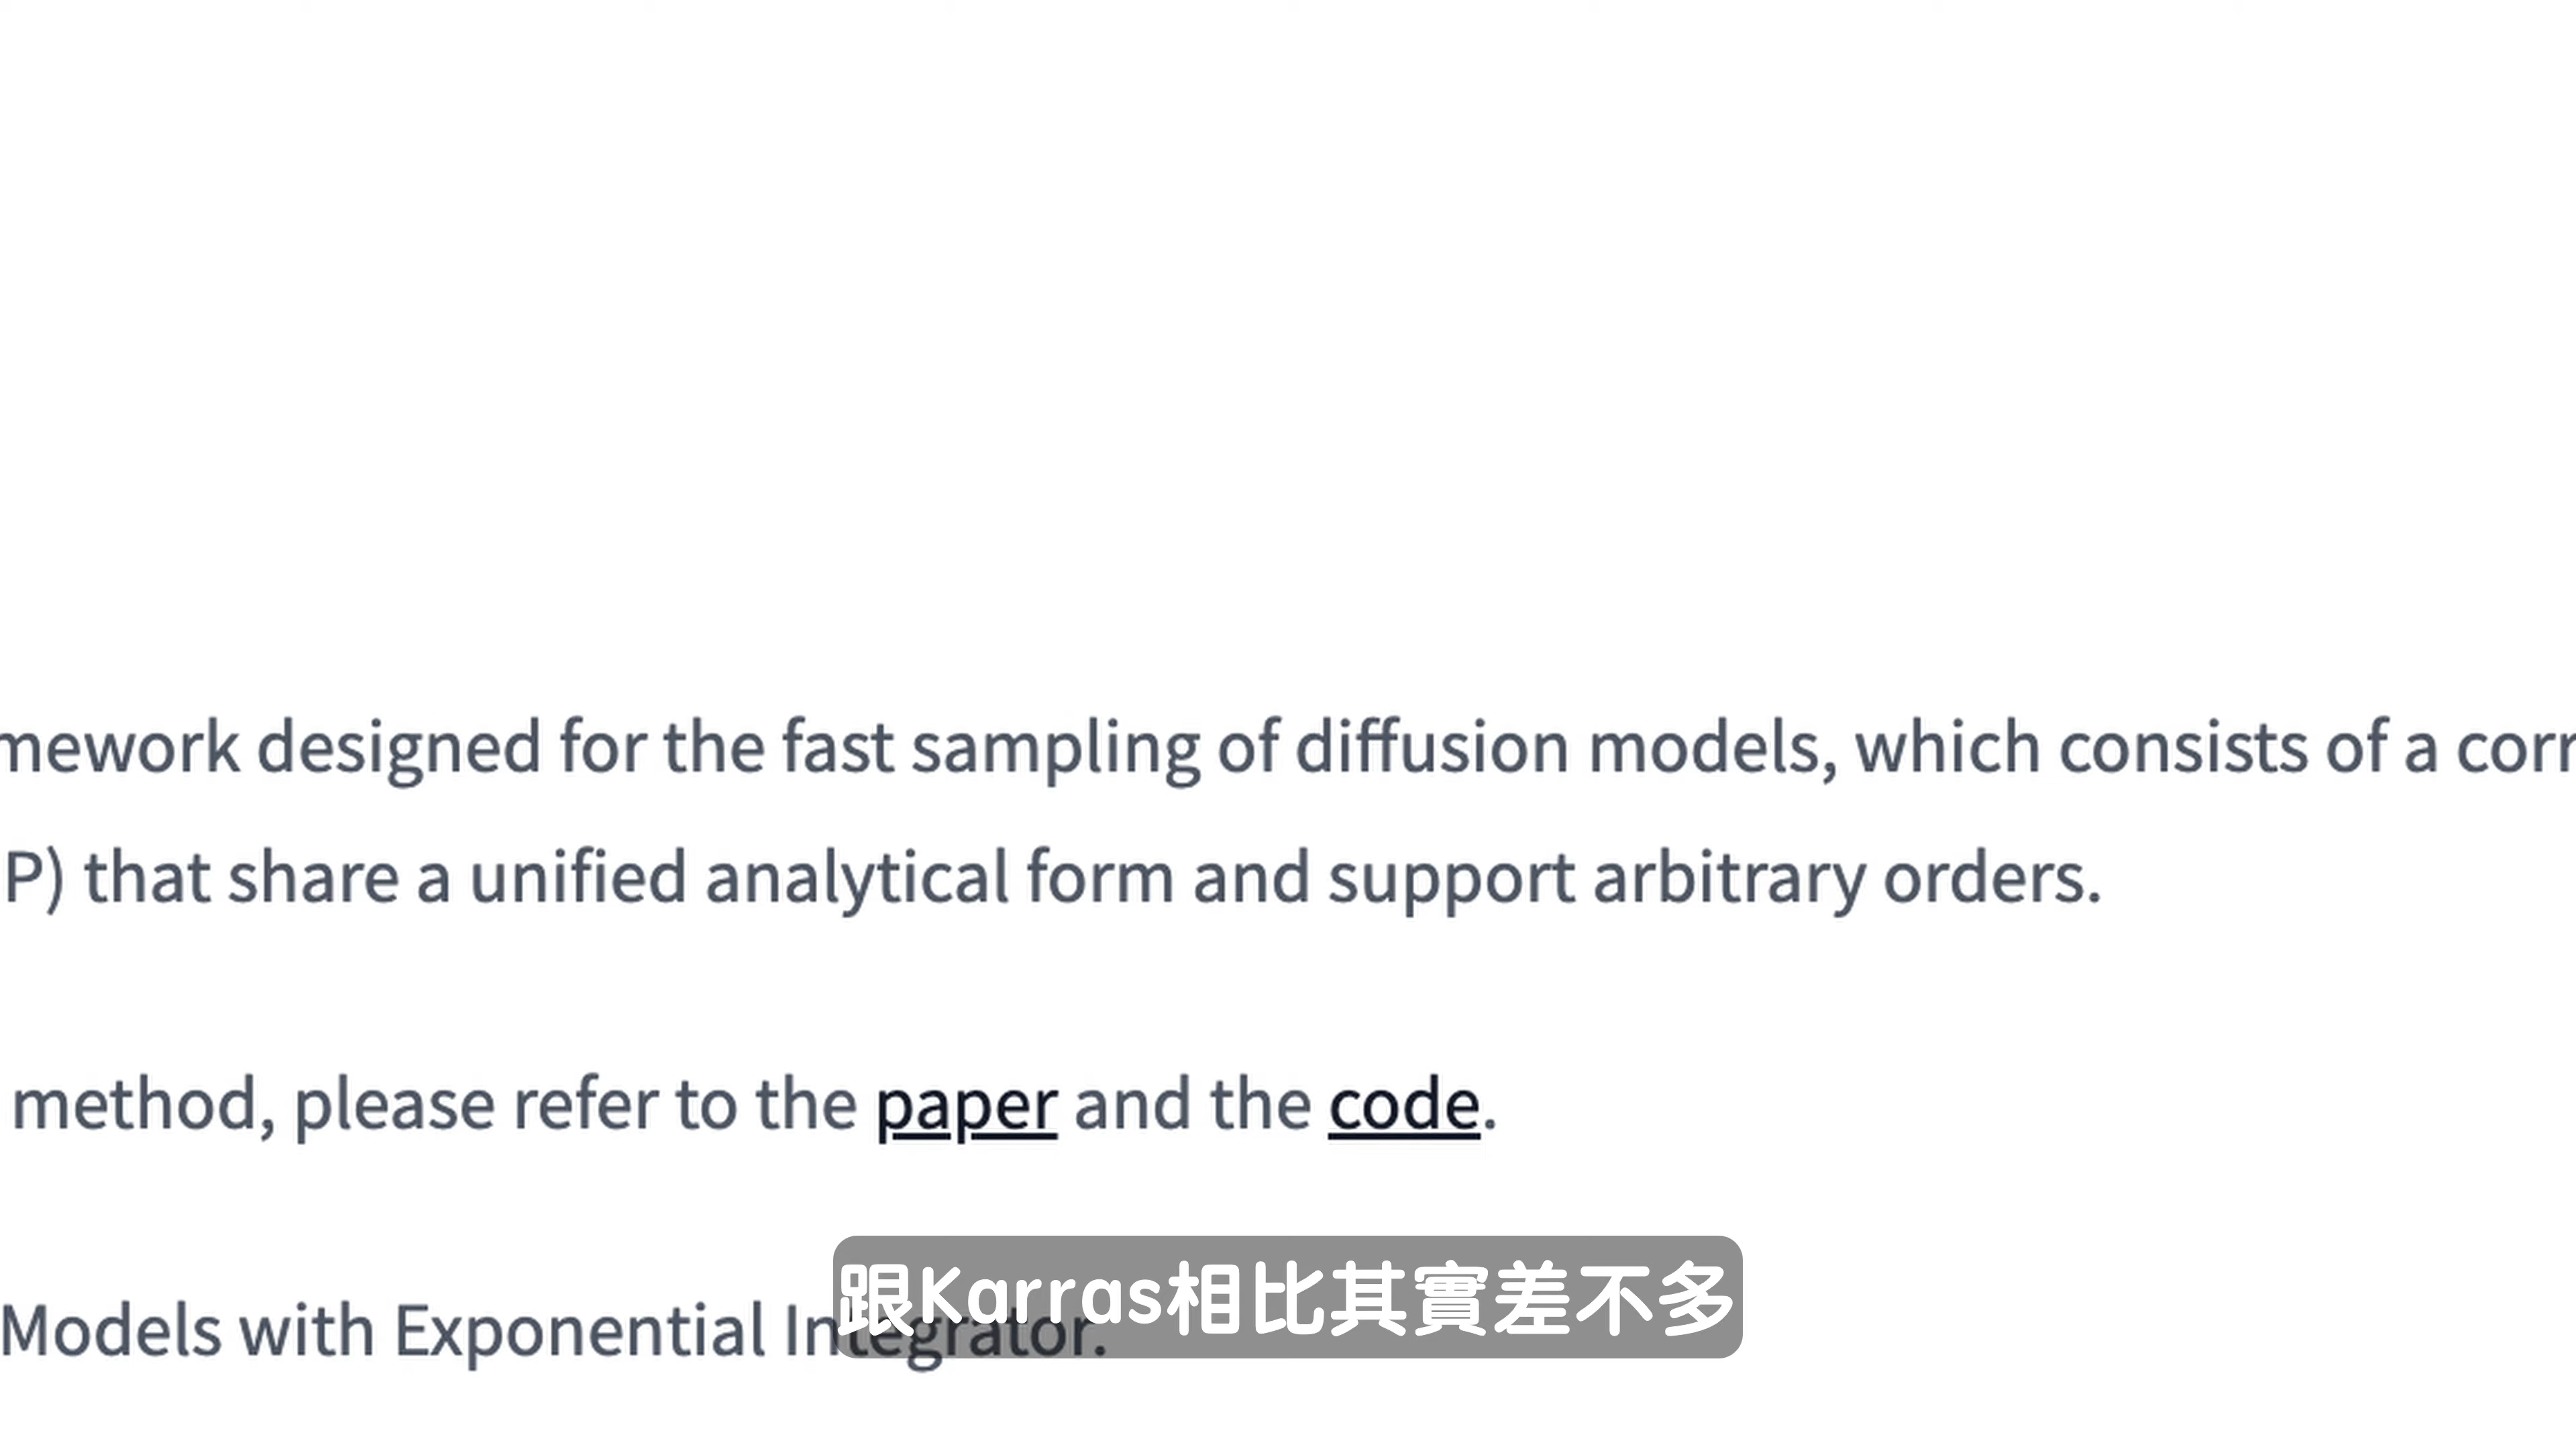 mework designed for the fast sampling of diffusion models, which consists of a corr
P) that share a unified analytical form and support arbitrary orders.
method, please refer to the paper and the code.
Models with Exponential Integrator.
跟Karras相比其實差不多